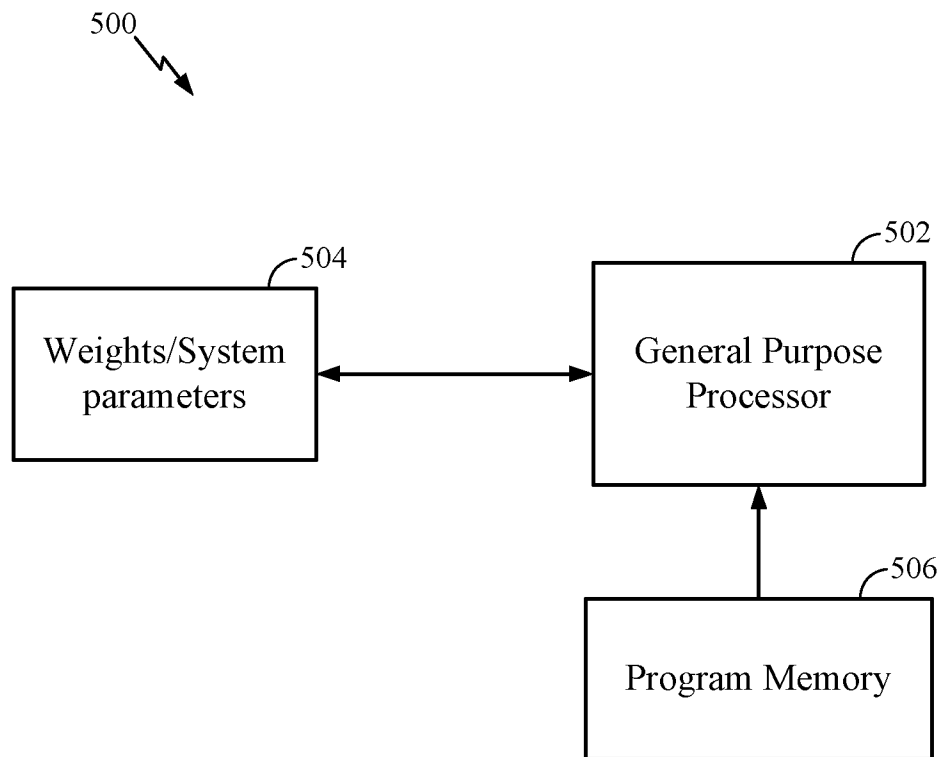 500
504
502
Weights/System
parameters
General Purpose
Processor
506
Program Memory